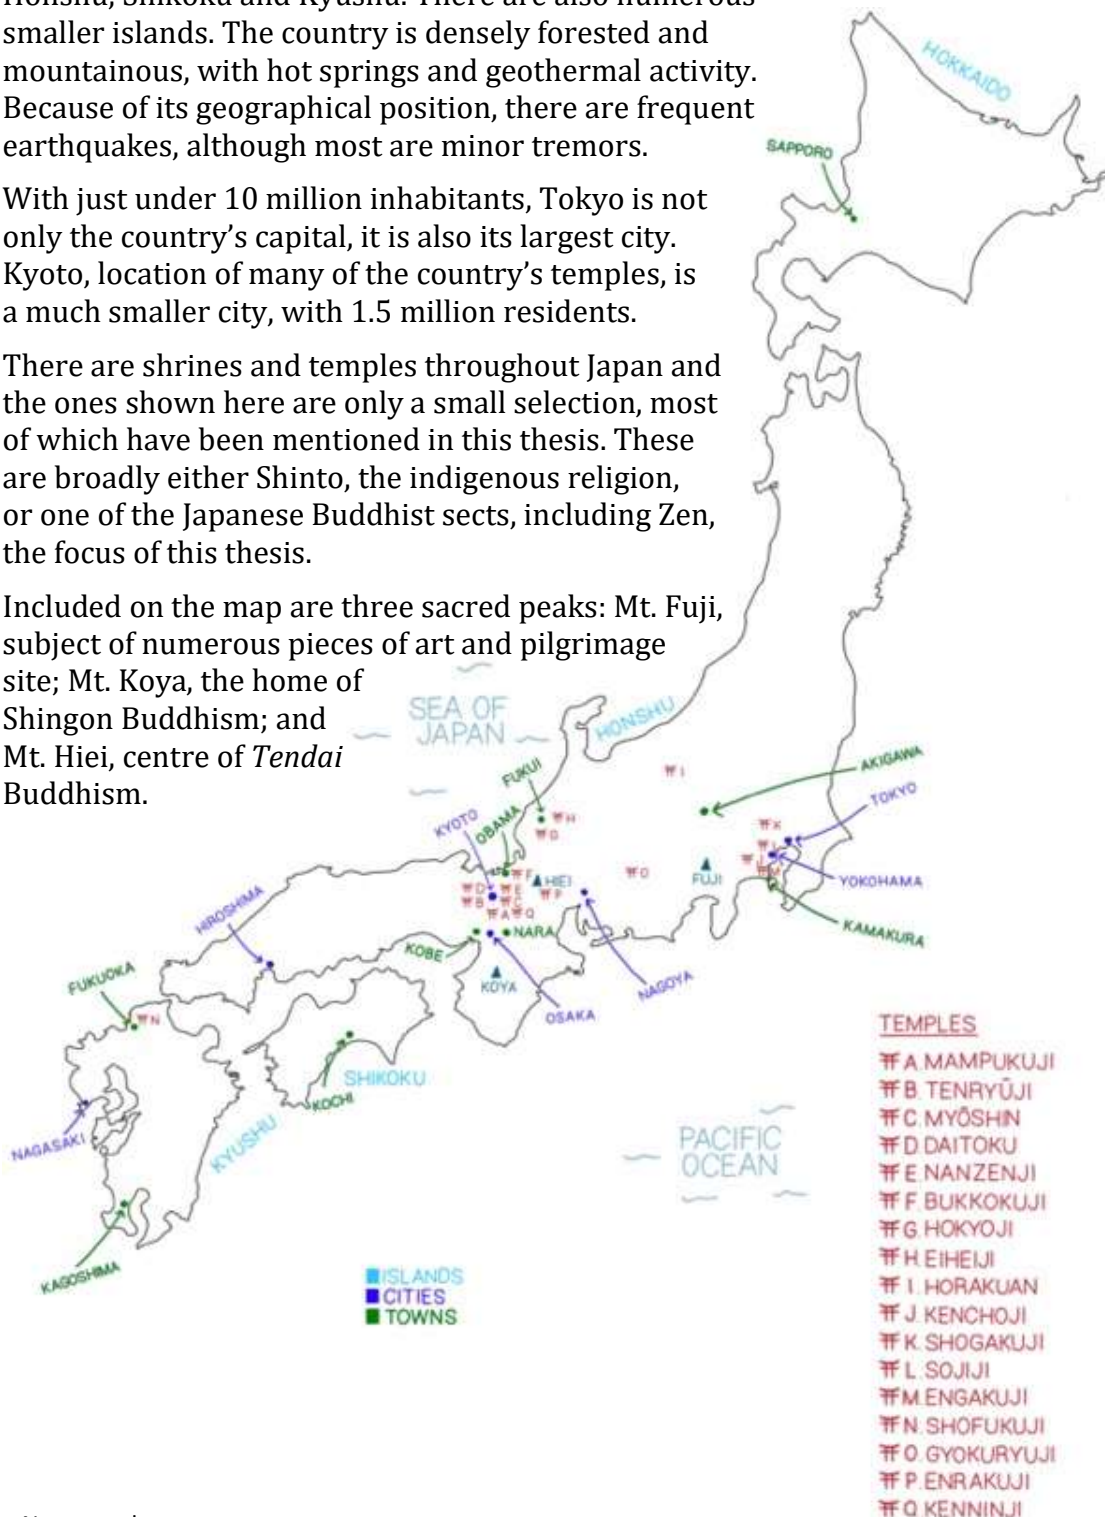 Honshu, Shikoku and Kyushu. There are also numerous
smaller islands. The country is densely forested and
mountainous, with hot springs and geothermal activity.
Because of its geographical position, there are frequent
earthquakes, although most are minor tremors.
With just under 10 million inhabitants, Tokyo is not
only the country’s capital, it is also its largest city.
Kyoto, location of many of the country’s temples, is
a much smaller city, with 1.5 million residents.
There are shrines and temples throughout Japan and
the ones shown here are only a small selection, most
of which have been mentioned in this thesis. These
are broadly either Shinto, the indigenous religion,
or one of the Japanese Buddhist sects, including Zen,
the focus of this thesis.
Included on the map are three sacred peaks: Mt. Fuji,
subject of numerous pieces of art and pilgrimage
site; Mt. Koya, the home of
Shingon Buddhism; and
Mt. Hiei, centre of Tendai
Buddhism.
HOKKAIDO
SAPPORO
SEA OF
JAPAN
HONSHU
I
AKIGAWA
FUKUI
TOKYO
KYOTO
OBAMA
H
G
K
L
J
M
O
FUJI
YOKOHAMA
KAMAKURA
F
HIEI
D
E
P
B
C
A
Q
HIROSHIMA
KOBE
NARA
KOYA
NAGOYA
OSAKA
FUKUOKA
N
SHIKOKU
KOCHI
NAGASAKI
KYUSHU
KAGOSHIMA
PACIFIC
OCEAN
ISLANDS
CITIES
TOWNS
TEMPLES
A. MAMPUKUJI
B. TENRYŪJI
C. MYŌSHIN
D. DAITOKU
E. NANZENJI
F. BUKKOKUJI
G. HOKYOJI
H. EIHEIJI
I. HORAKUAN
J. KENCHOJI
K. SHOGAKUJI
L. SOJIJI
M. ENGAKUJI
N. SHOFUKUJI
O. GYOKURYUJI
P. ENRAKUJI
Q. KENNINJI